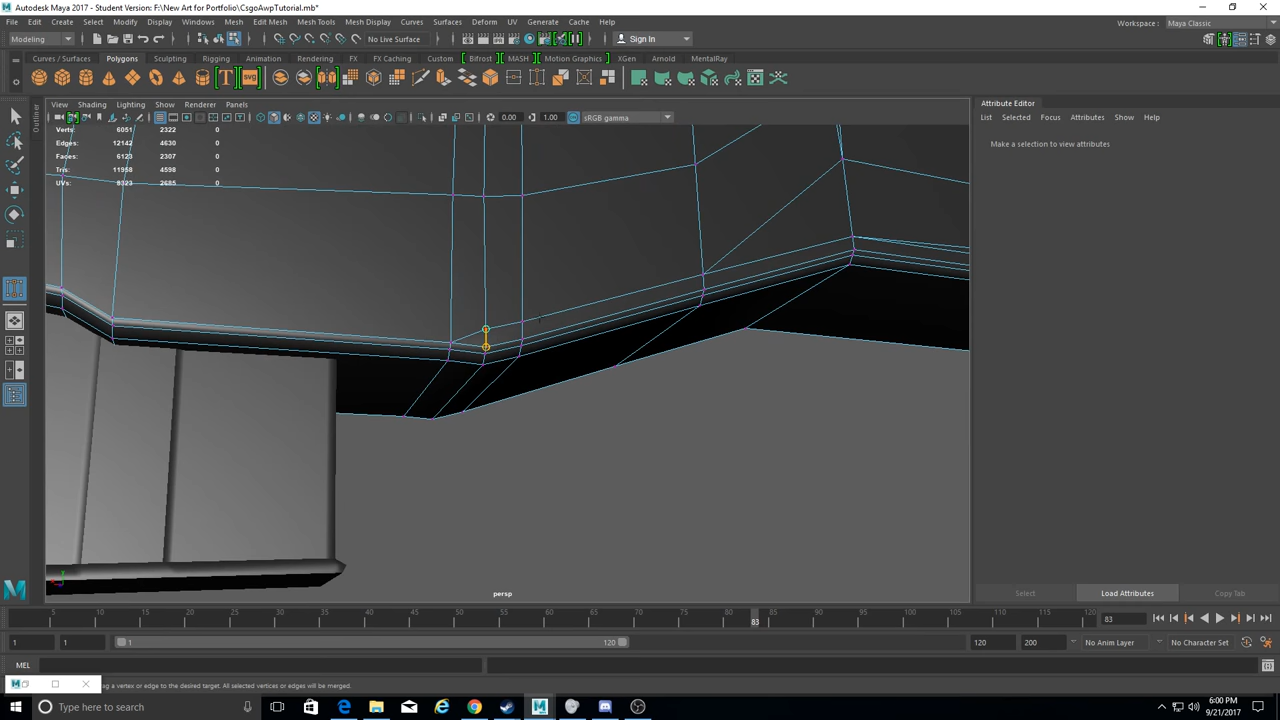 Autodesk Maya 2017 - Student Version: F:\New Art for Portfolio\CsgoAwpTutorial.mb*
File Edit Create Select Modify Display Windows Mesh Edit Mesh Mesh Tools Mesh Display Curves Surfaces Deform UV Generate Cache Help
Workspace : Maya Classic
Modeling No Live Surface Sign In
Curves / Surfaces Polygons Sculpting Rigging Animation Rendering FX FX Caching Custom Bifrost MASH Motion Graphics XGen Arnold MentalRay
T svg
Outliner
View Shading Lighting Show Renderer Panels
0.00 1.00 sRGB gamma
Verts: 6051 2322 0
Edges: 12142 4630 0
Faces: 6123 2307 0
Tris: 11958 4598 0
UVs: 9323 2685 0
persp
Attribute Editor
List Selected Focus Attributes Show Help
Make a selection to view attributes
Select Load Attributes Copy Tab
5 10 15 20 25 30 35 40 45 50 55 60 65 70 75 80 83 85 90 95 100 105 110 115 120
83
1 1 1 120 120 200 No Anim Layer No Character Set
MEL
ag a vertex or edge to the desired target. All selected vertices or edges will be merged.
Type here to search
6:00 PM
9/21/2017